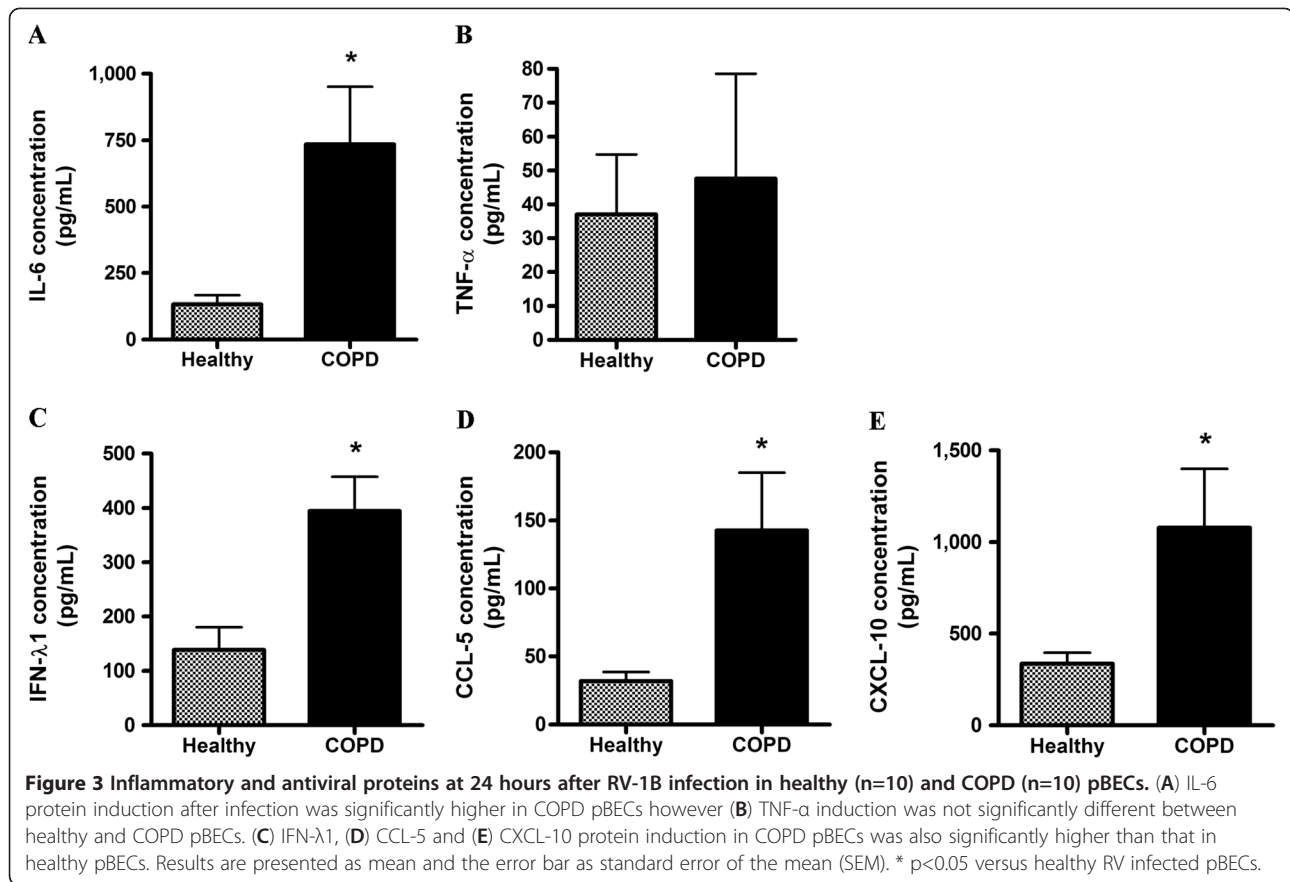 A
*
1,000
750
500
250
0
IL-6 concentration
(pg/mL)
Healthy
COPD
B
80
70
60
50
40
30
20
10
0
TNF-α concentration
(pg/mL)
Healthy
COPD
C
*
500
400
300
200
100
0
IFN-λ1 concentration
(pg/mL)
Healthy
COPD
D
*
200
150
100
50
0
CCL-5 concentration
(pg/mL)
Healthy
COPD
E
*
1,500
1,000
500
0
CXCL-10 concentration
(pg/mL)
Healthy
COPD
Figure 3 Inflammatory and antiviral proteins at 24 hours after RV-1B infection in healthy (n=10) and COPD (n=10) pBECs. (A) IL-6
protein induction after infection was significantly higher in COPD pBECs however (B) TNF-α induction was not significantly different between
healthy and COPD pBECs. (C) IFN-λ1, (D) CCL-5 and (E) CXCL-10 protein induction in COPD pBECs was also significantly higher than that in
healthy pBECs. Results are presented as mean and the error bar as standard error of the mean (SEM). * p<0.05 versus healthy RV infected pBECs.